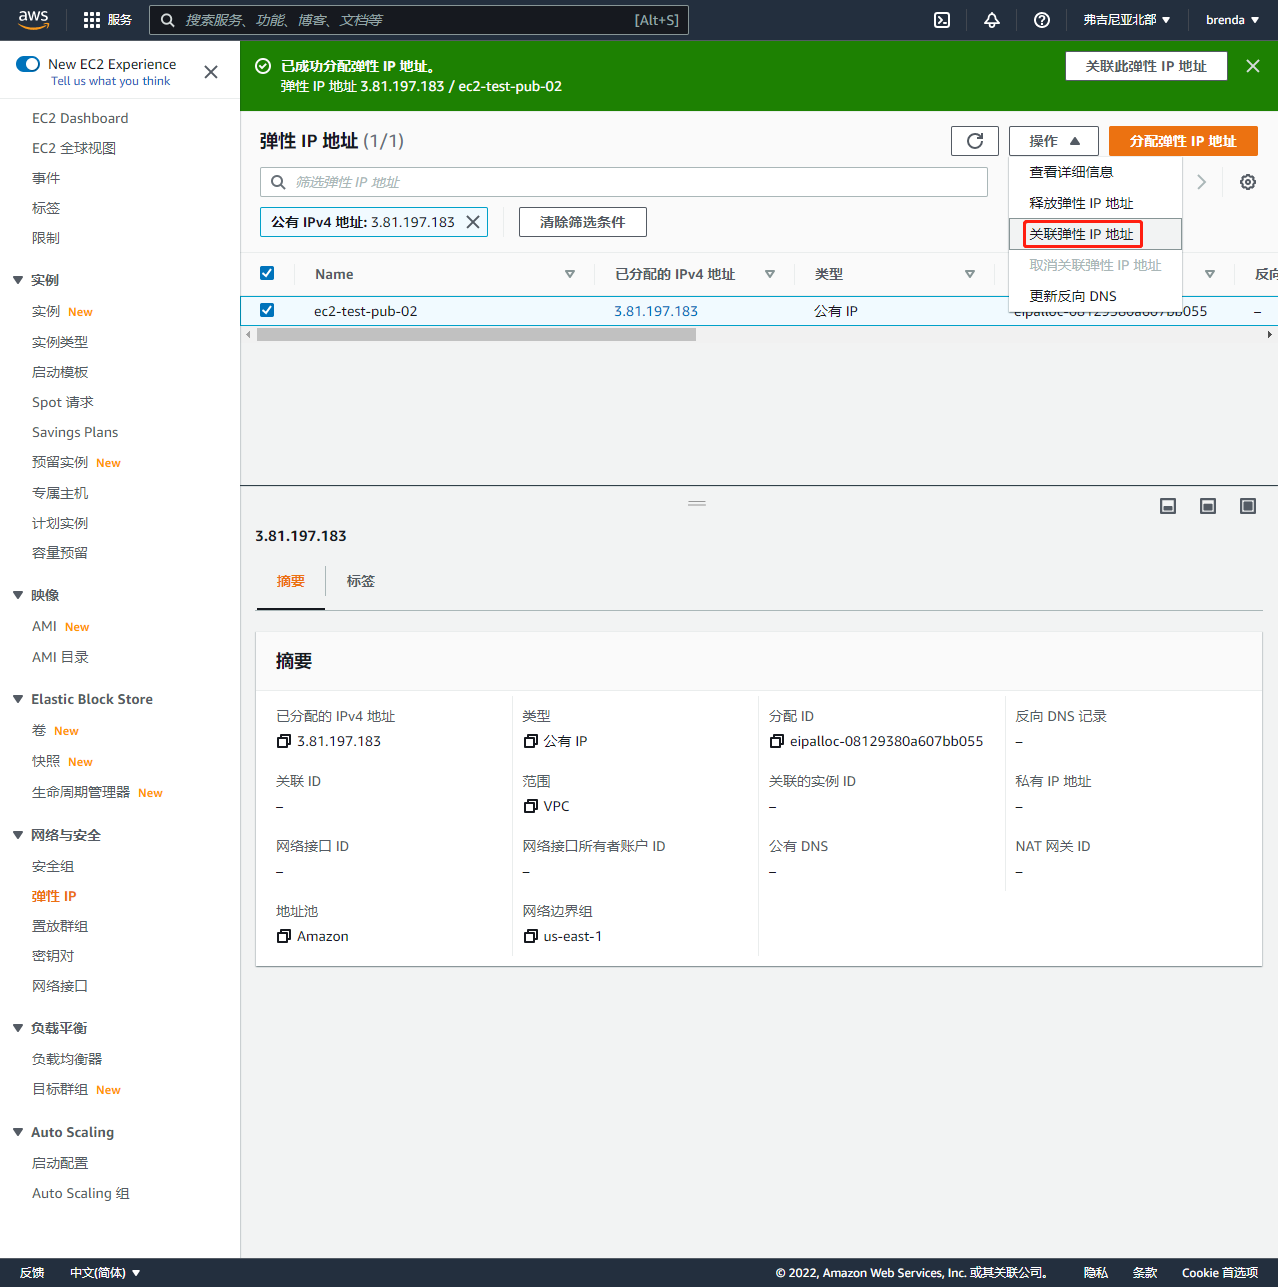 aws 服务 搜索服务、功能、博客、文档等 [Alt+S] 弗吉尼亚北部 brenda
New EC2 Experience
Tell us what you think
EC2 Dashboard
EC2 全球视图
事件
标签
限制
实例
实例 New
实例类型
启动模板
Spot 请求
Savings Plans
预留实例 New
专属主机
计划实例
容量预留
映像
AMI New
AMI 目录
Elastic Block Store
卷 New
快照 New
生命周期管理器 New
网络与安全
安全组
弹性 IP
置放群组
密钥对
网络接口
负载平衡
负载均衡器
目标群组 New
Auto Scaling
启动配置
Auto Scaling 组
已成功分配弹性 IP 地址。
弹性 IP 地址 3.81.197.183 / ec2-test-pub-02
关联此弹性 IP 地址
弹性 IP 地址 (1/1)
操作
分配弹性 IP 地址
筛选弹性 IP 地址
查看详细信息
释放弹性 IP 地址
关联弹性 IP 地址
取消关联弹性 IP 地址
更新反向 DNS
公有 IPv4 地址: 3.81.197.183
清除筛选条件
Name 已分配的 IPv4 地址 类型 反向
ec2-test-pub-02 3.81.197.183 公有 IP eipalloc-08129380a607bb055 –
3.81.197.183
摘要 标签
摘要
已分配的 IPv4 地址 类型 分配 ID 反向 DNS 记录
3.81.197.183 公有 IP eipalloc-08129380a607bb055 –
关联 ID 范围 关联的实例 ID 私有 IP 地址
– VPC – –
网络接口 ID 网络接口所有者账户 ID 公有 DNS NAT 网关 ID
– – – –
地址池 网络边界组
Amazon us-east-1
反馈 中文(简体) © 2022, Amazon Web Services, Inc. 或其关联公司。 隐私 条款 Cookie 首选项